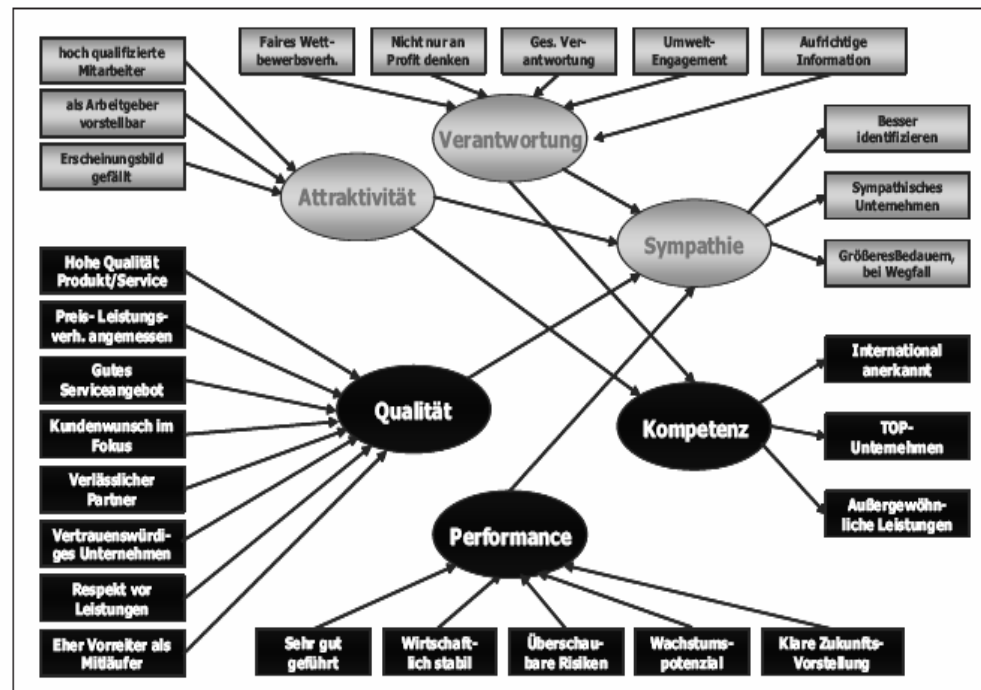 hoch qualifizierte
Mitarbeiter
als Arbeitgeber
vorstellbar
Erscheinungsbild
gefällt
Faires Wett-
bewerbsverh.
Nicht nur an
Profit denken
Ges. Ver-
antwortung
Umwelt-
Engagement
Aufrichtige
Information
Verantwortung
Attraktivität
Sympathie
Besser
identifizieren
Sympathisches
Unternehmen
GrößeresBedauern,
bei Wegfall
Hohe Qualität
Produkt/Service
Preis- Leistungs-
verh. angemessen
Gutes
Serviceangebot
Kundenwunsch im
Fokus
Verlässlicher
Partner
Vertrauenswürdi-
ges Unternehmen
Respekt vor
Leistungen
Eher Vorreiter als
Mitläufer
Qualität
Kompetenz
Performance
International
anerkannt
TOP-
Unternehmen
Außergewöhn-
liche Leistungen
Sehr gut
geführt
Wirtschaft-
lich stabil
Überschau-
bare Risiken
Wachstums-
potenzial
Klare Zukunfts-
Vorstellung